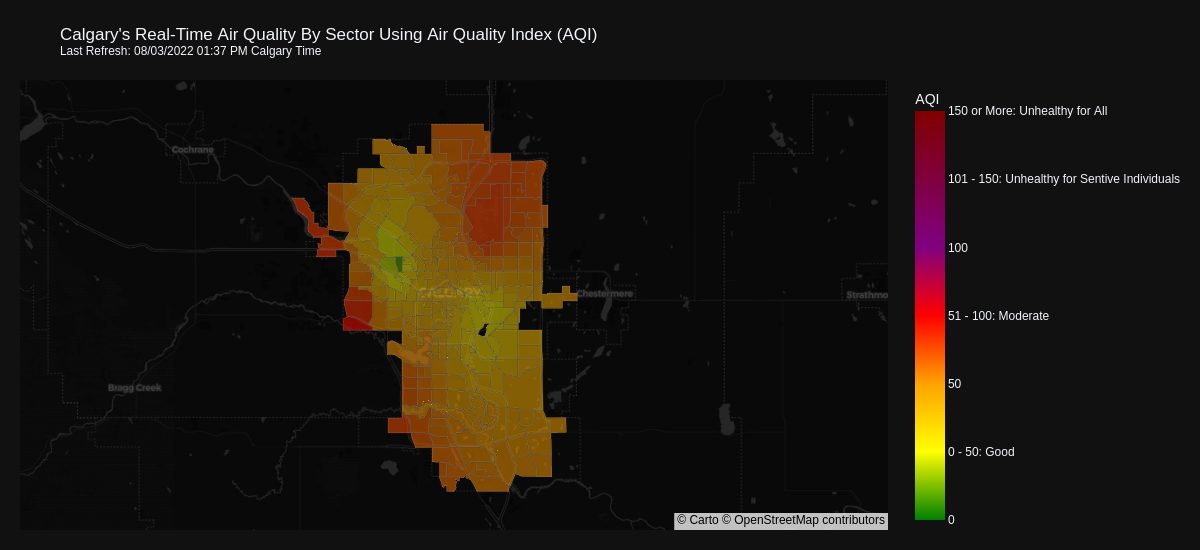 Calgary's Real-Time Air Quality By Sector Using Air Quality Index (AQI)
Last Refresh: 08/03/2022 01:37 PM Calgary Time
AQI
150 or More: Unhealthy for All
101 - 150: Unhealthy for Sentive Individuals
100
51 - 100: Moderate
50
0 - 50: Good
0
Cochrane
CALGARY
Chestermere
Strathmo
Bragg Creek
© Carto © OpenStreetMap contributors